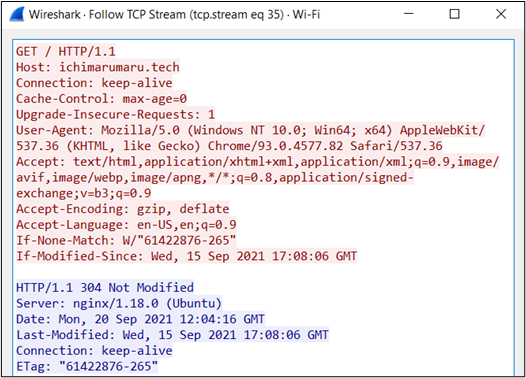 Wireshark · Follow TCP Stream (tcp.stream eq 35) · Wi-Fi
GET / HTTP/1.1
Host: ichimarumaru.tech
Connection: keep-alive
Cache-Control: max-age=0
Upgrade-Insecure-Requests: 1
User-Agent: Mozilla/5.0 (Windows NT 10.0; Win64; x64) AppleWebKit/
537.36 (KHTML, like Gecko) Chrome/93.0.4577.82 Safari/537.36
Accept: text/html,application/xhtml+xml,application/xml;q=0.9,image/
avif,image/webp,image/apng,*/*;q=0.8,application/signed-
exchange;v=b3;q=0.9
Accept-Encoding: gzip, deflate
Accept-Language: en-US,en;q=0.9
If-None-Match: W/"61422876-265"
If-Modified-Since: Wed, 15 Sep 2021 17:08:06 GMT
HTTP/1.1 304 Not Modified
Server: nginx/1.18.0 (Ubuntu)
Date: Mon, 20 Sep 2021 12:04:16 GMT
Last-Modified: Wed, 15 Sep 2021 17:08:06 GMT
Connection: keep-alive
ETag: "61422876-265"